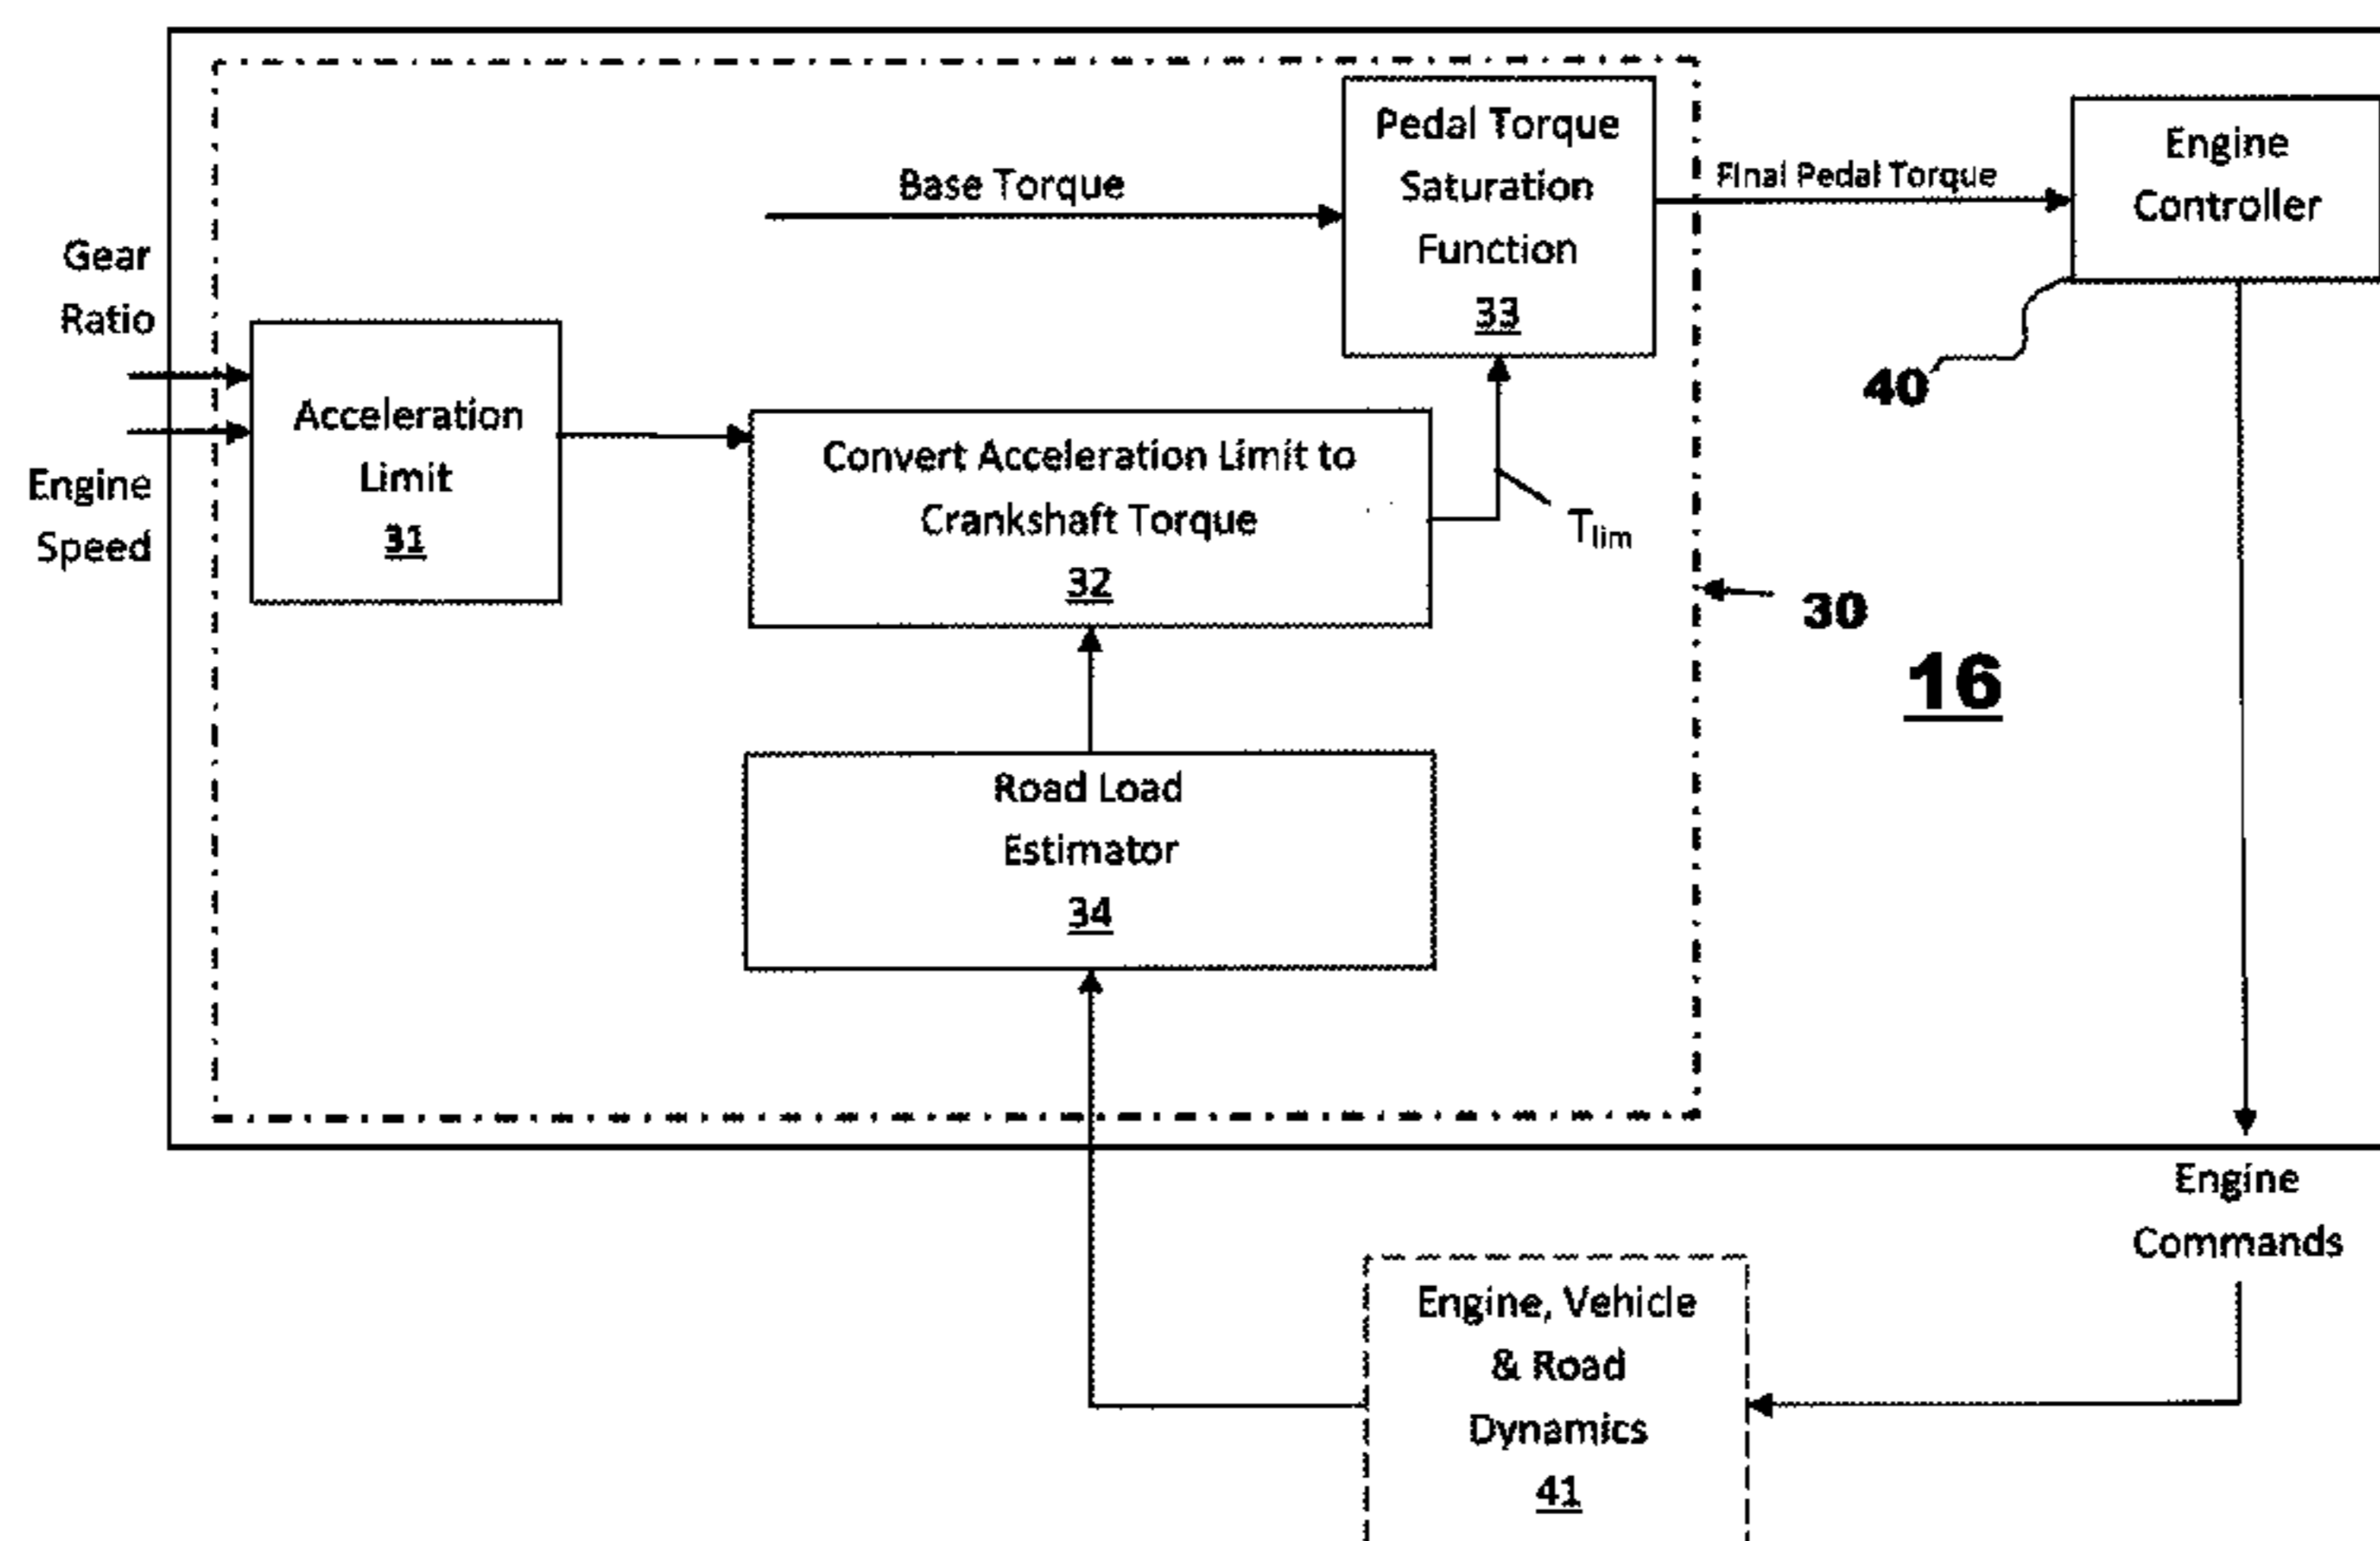 Pedal Torque
Saturation
Function
33
Base Torque
Final Pedal Torque
Engine
Controller
40
Gear
Ratio
Engine
Speed
Acceleration
Limit
31
Convert Acceleration Limit to
Crankshaft Torque
32
Tlim
30
16
Road Load
Estimator
34
Engine
Commands
Engine, Vehicle
& Road
Dynamics
41